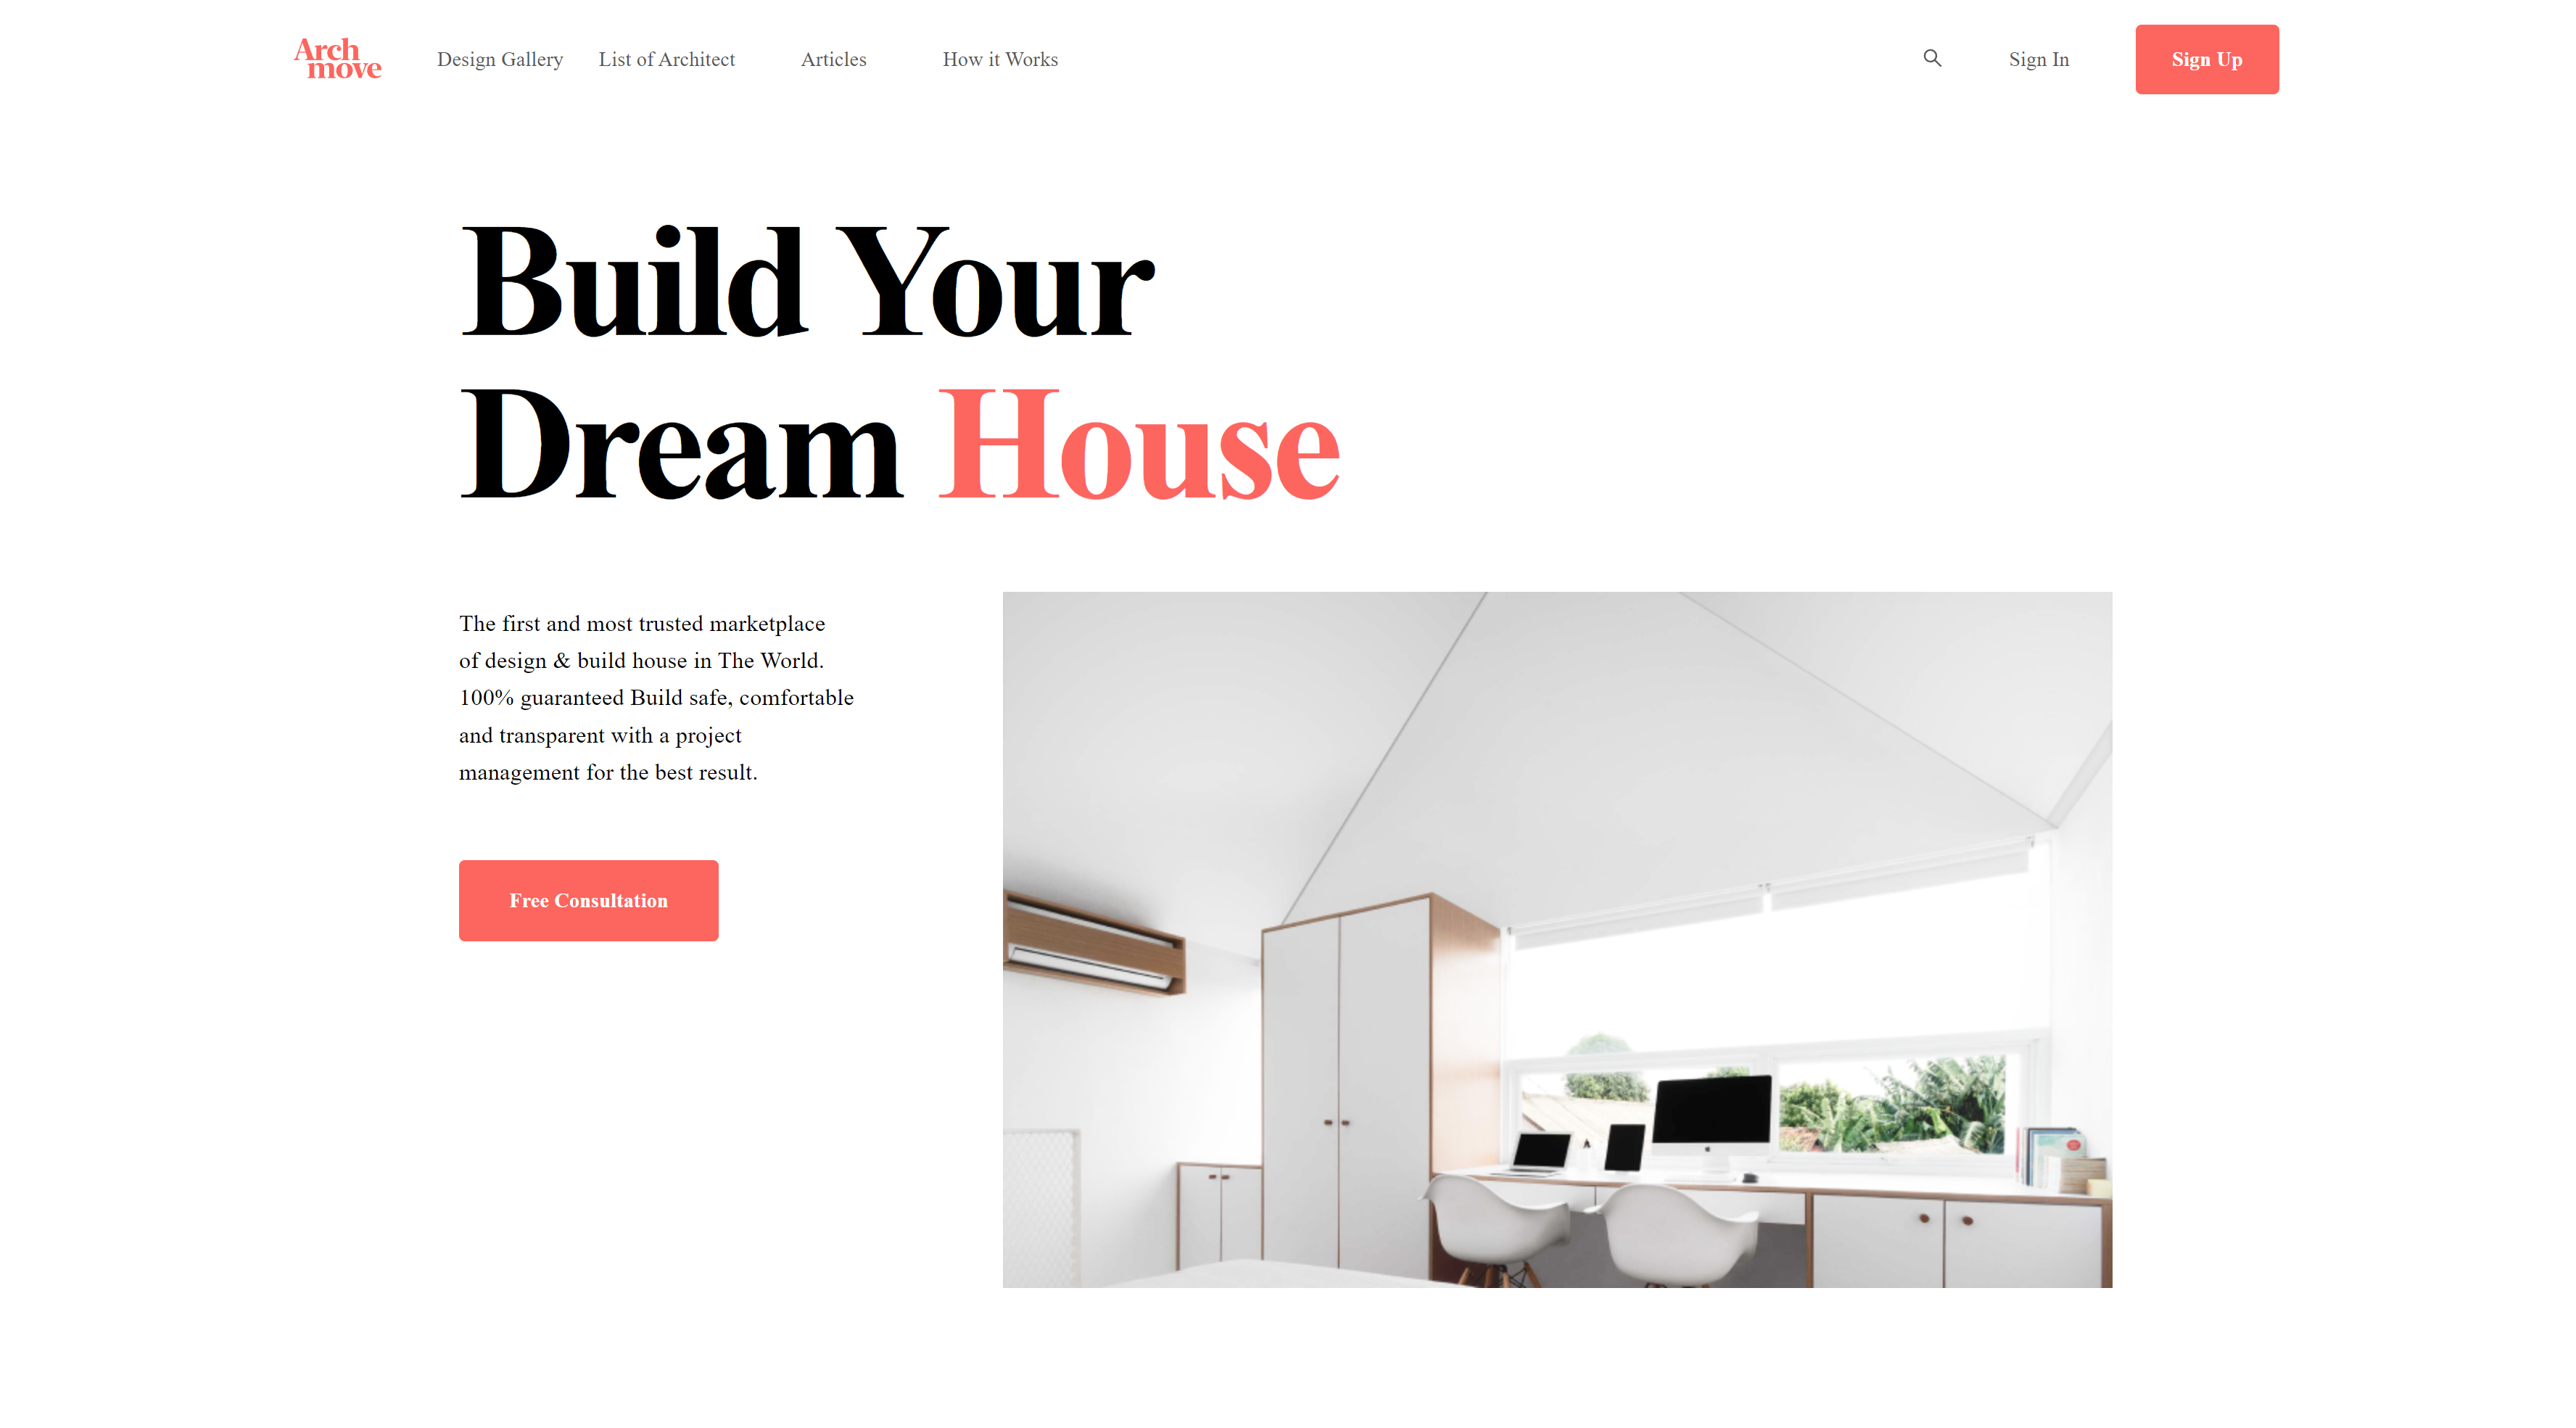 Arch
move
Design Gallery
List of Architect
Articles
How it Works
Sign In
Sign Up
Build Your
Dream House
The first and most trusted marketplace
of design & build house in The World.
100% guaranteed Build safe, comfortable
and transparent with a project
management for the best result.
Free Consultation